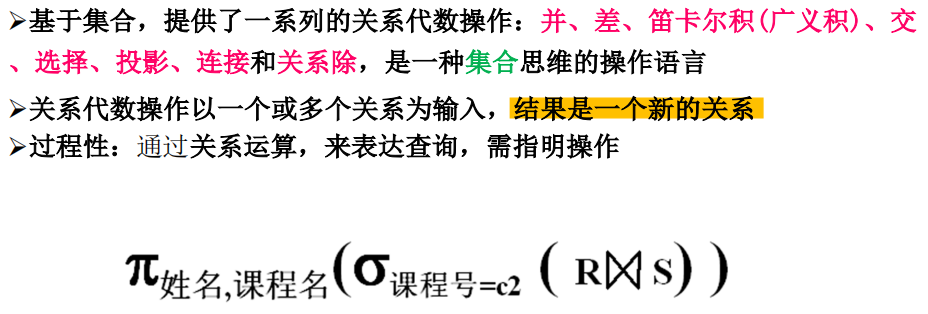 ➢基于集合，提供了一系列的关系代数操作：并、差、笛卡尔积(广义积)、交
、选择、投影、连接和关系除，是一种集合思维的操作语言
➢关系代数操作以一个或多个关系为输入，结果是一个新的关系
➢过程性：通过关系运算，来表达查询，需指明操作
π姓名,课程名(σ课程号=c2 ( R⋈S) )